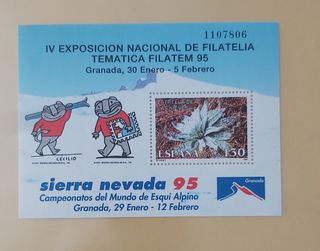 1107806
IV EXPOSICION NACIONAL DE FILATELIA
TEMATICA FILATEM 95
Granada, 30 Enero - 5 Febrero
CECILIO
ESPAÑA
130
sierra nevada 95
Campeonatos del Mundo de Esquí Alpino
Granada, 29 Enero - 12 Febrero
Granada